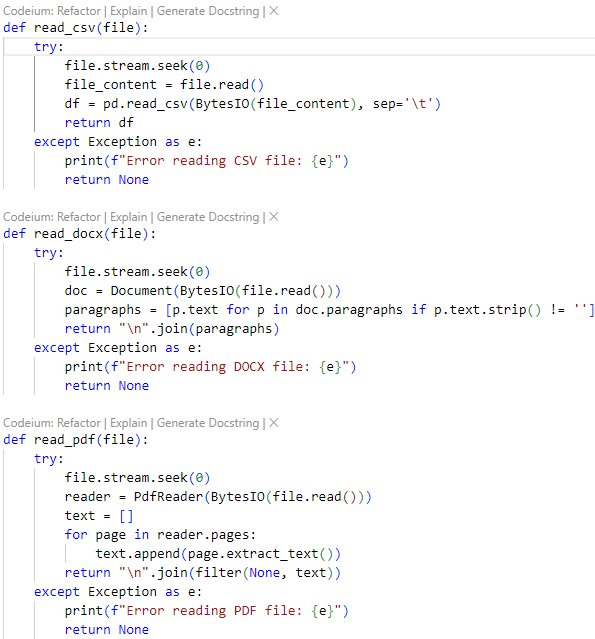 Codeium: Refactor | Explain | Generate Docstring | ×
def read_csv(file):
    try:
        file.stream.seek(0)
        file_content = file.read()
        df = pd.read_csv(BytesIO(file_content), sep='\t')
        return df
    except Exception as e:
        print(f"Error reading CSV file: {e}")
        return None
Codeium: Refactor | Explain | Generate Docstring | ×
def read_docx(file):
    try:
        file.stream.seek(0)
        doc = Document(BytesIO(file.read()))
        paragraphs = [p.text for p in doc.paragraphs if p.text.strip() != '']
        return "\n".join(paragraphs)
    except Exception as e:
        print(f"Error reading DOCX file: {e}")
        return None
Codeium: Refactor | Explain | Generate Docstring | ×
def read_pdf(file):
    try:
        file.stream.seek(0)
        reader = PdfReader(BytesIO(file.read()))
        text = []
        for page in reader.pages:
            text.append(page.extract_text())
        return "\n".join(filter(None, text))
    except Exception as e:
        print(f"Error reading PDF file: {e}")
        return None